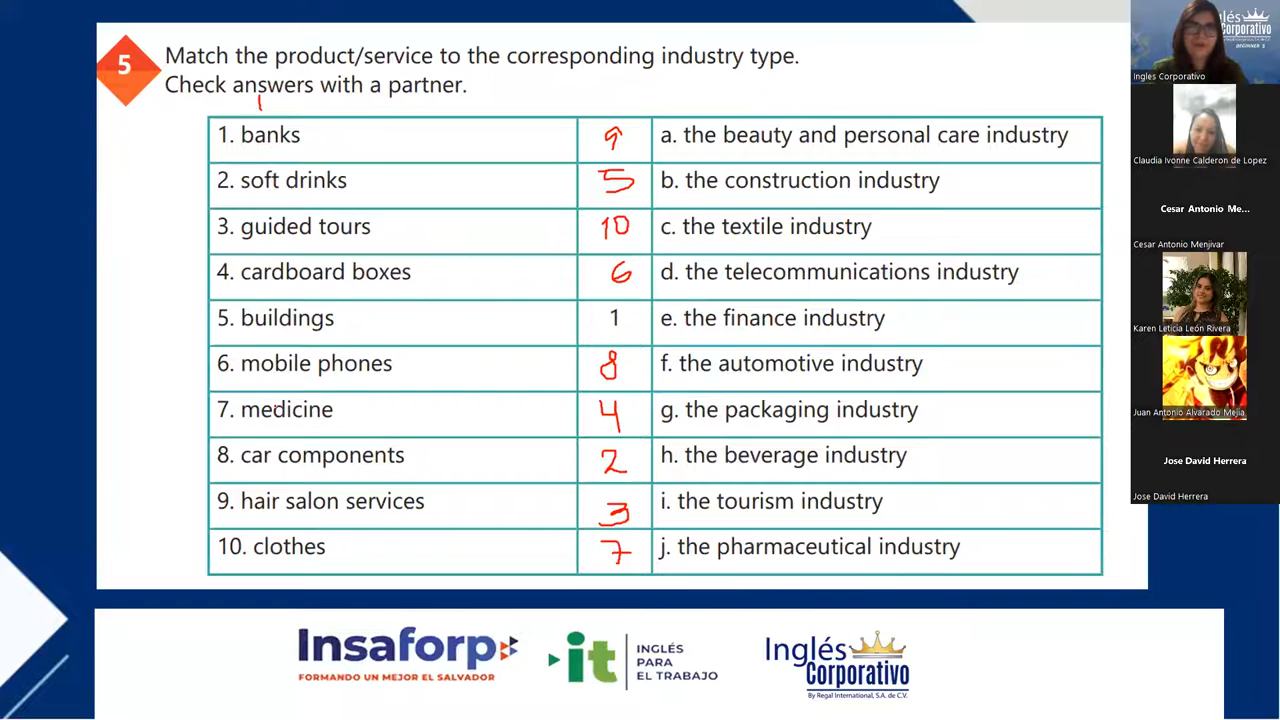 5
Match the product/service to the corresponding industry type.
Check answers with a partner.
1. banks 9 a. the beauty and personal care industry
2. soft drinks 5 b. the construction industry
3. guided tours 10 c. the textile industry
4. cardboard boxes 6 d. the telecommunications industry
5. buildings 1 e. the finance industry
6. mobile phones 8 f. the automotive industry
7. medicine 4 g. the packaging industry
8. car components 2 h. the beverage industry
9. hair salon services 3 i. the tourism industry
10. clothes 7 j. the pharmaceutical industry
Insaforp
FORMANDO UN MEJOR EL SALVADOR
it
INGLÉS
PARA
EL TRABAJO
Inglés
Corporativo
By Regal International, S.A. de C.V.
Inglés
Corporativo
Ingles Corporativo
Claudia Ivonne Calderon de Lopez
Cesar Antonio Me...
Cesar Antonio Menjivar
Karen Leticia León Rivera
Juan Antonio Alvarado Mejia
Jose David Herrera
Jose David Herrera